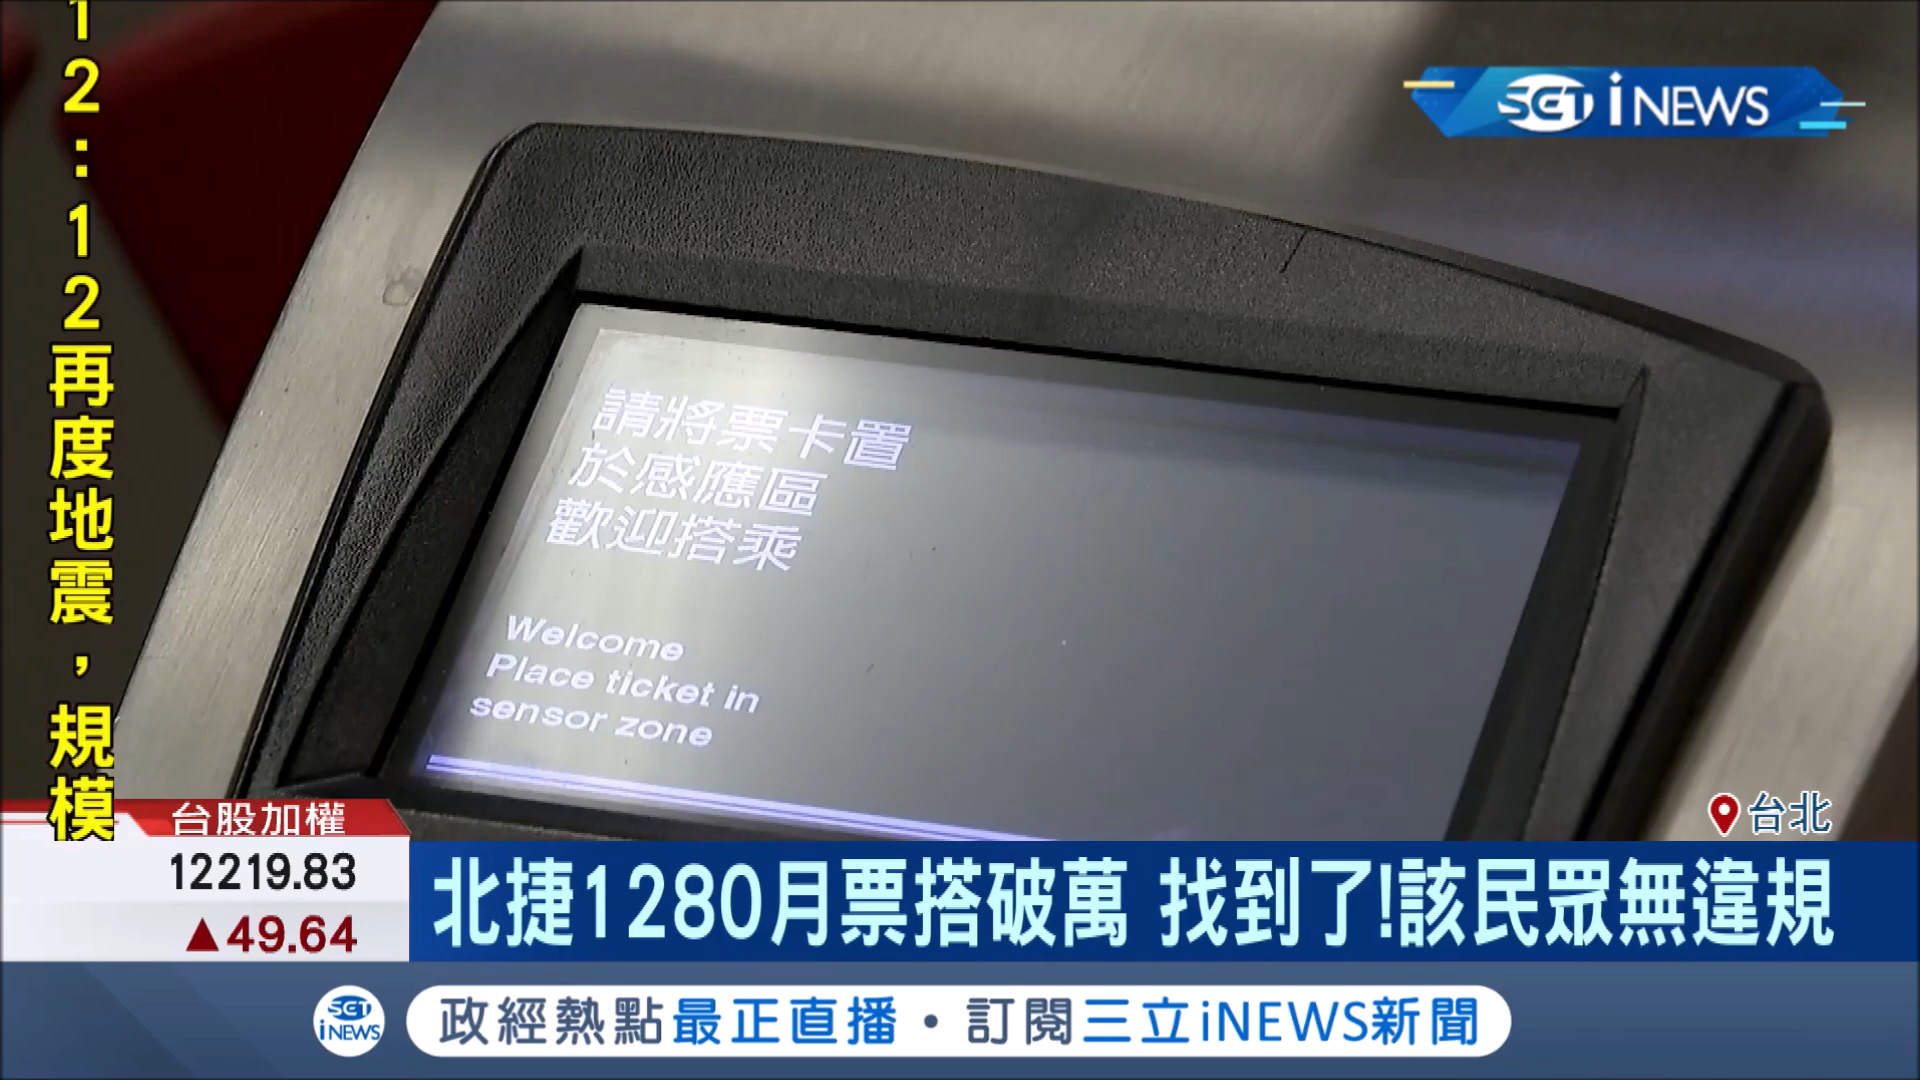 12:12再度地震，規模
SET iNEWS
請將票卡置
於感應區
歡迎搭乘
Welcome
Place ticket in
sensor zone
台北
台股加權
12219.83
▲49.64
北捷1280月票搭破萬 找到了!該民眾無違規
SET iNEWS
政經熱點最正直播・訂閱三立iNEWS新聞